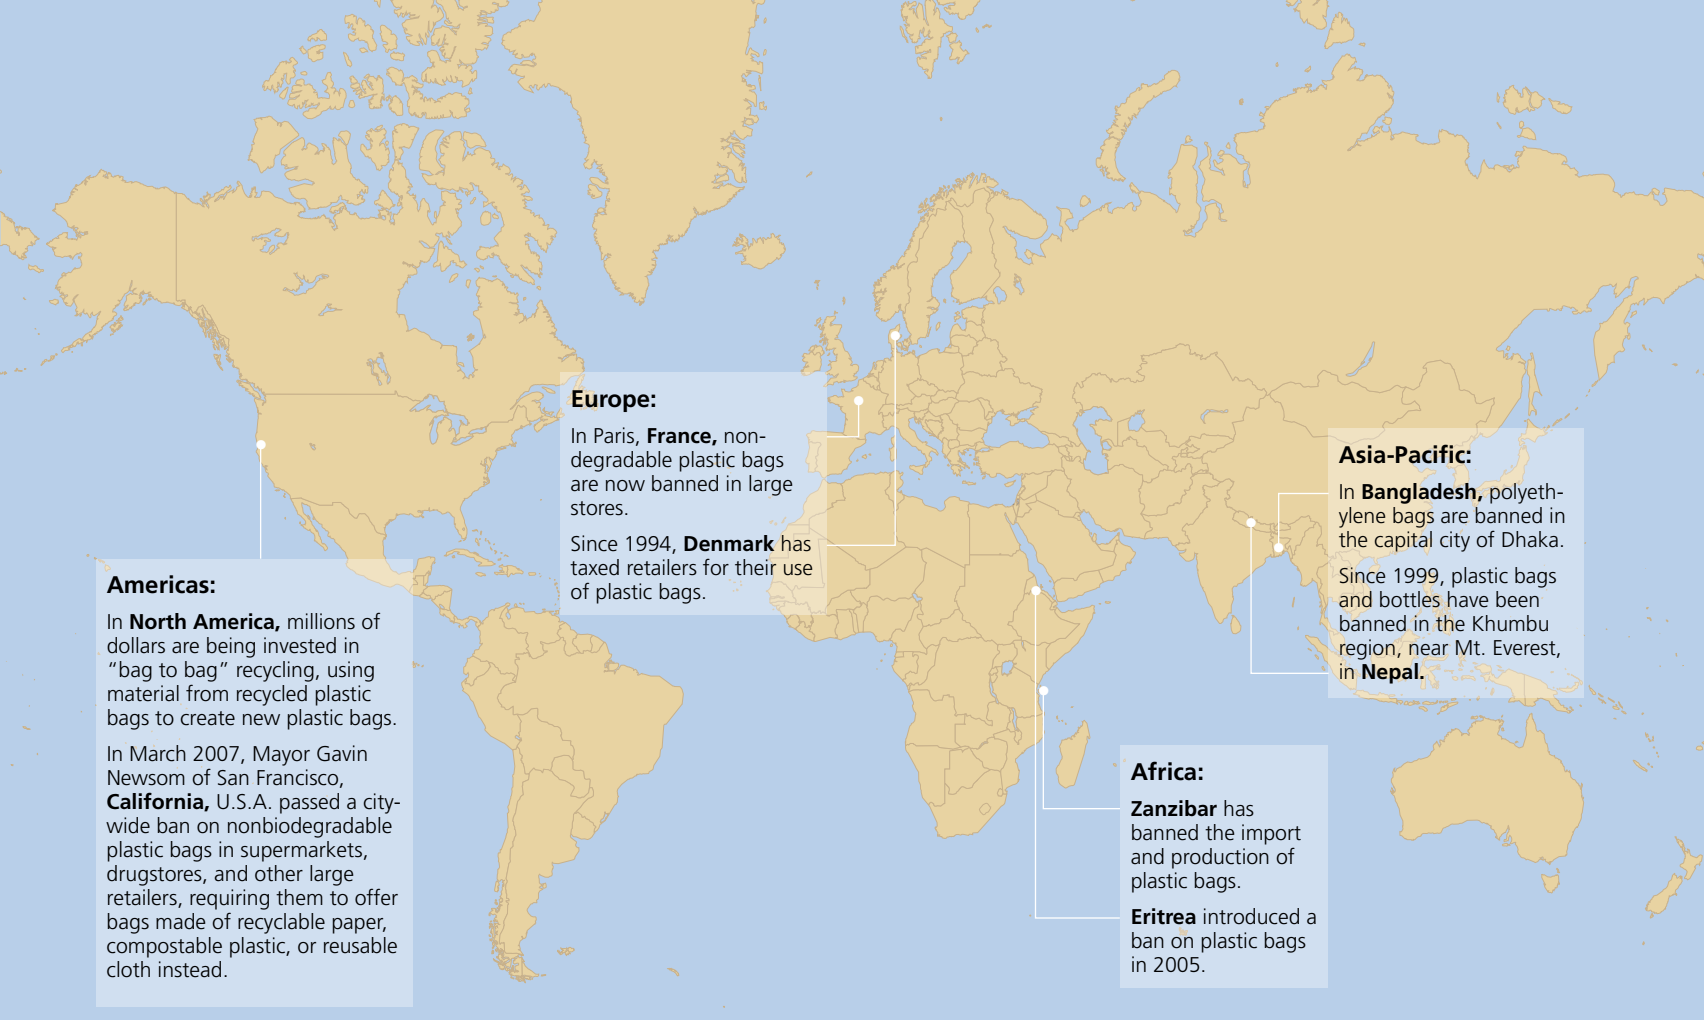 Europe:
In Paris, France, non-
degradable plastic bags
are now banned in large
stores.
Since 1994, Denmark has
taxed retailers for their use
of plastic bags.
Asia-Pacific:
In Bangladesh, polyeth-
ylene bags are banned in
the capital city of Dhaka.
Since 1999, plastic bags
and bottles have been
banned in the Khumbu
region, near Mt. Everest,
in Nepal.
Americas:
In North America, millions of
dollars are being invested in
“bag to bag” recycling, using
material from recycled plastic
bags to create new plastic bags.
In March 2007, Mayor Gavin
Newsom of San Francisco,
California, U.S.A. passed a city-
wide ban on nonbiodegradable
plastic bags in supermarkets,
drugstores, and other large
retailers, requiring them to offer
bags made of recyclable paper,
compostable plastic, or reusable
cloth instead.
Africa:
Zanzibar has
banned the import
and production of
plastic bags.
Eritrea introduced a
ban on plastic bags
in 2005.